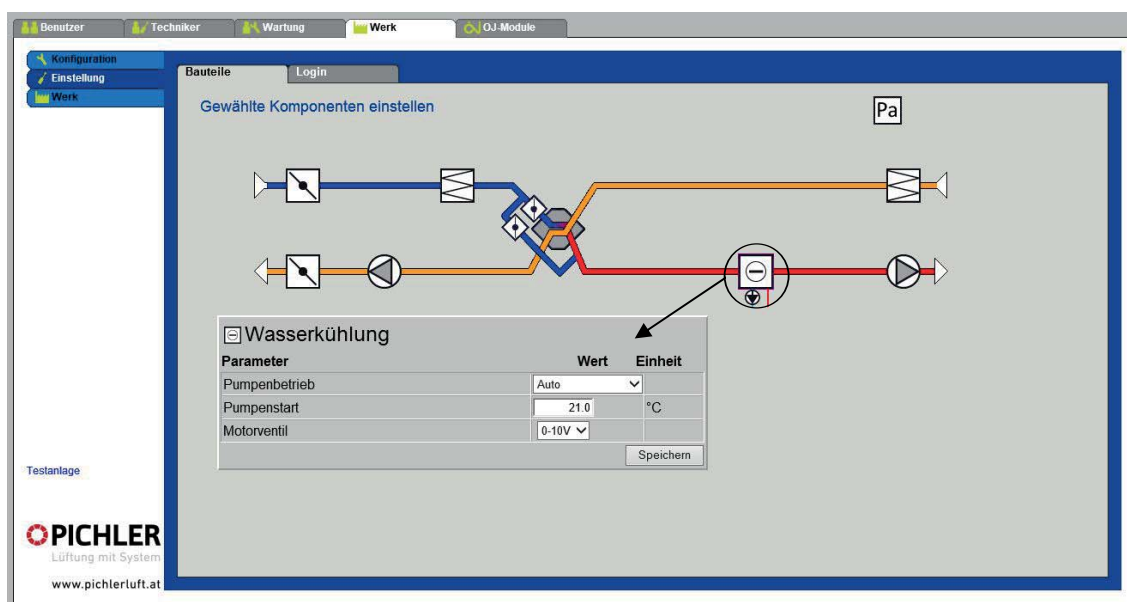 Benutzer Techniker Wartung Werk OJ-Module
Konfiguration
Einstellung
Werk
Bauteile Login
Gewählte Komponenten einstellen
Pa
Wasserkühlung
Parameter Wert Einheit
Pumpenbetrieb Auto
Pumpenstart 21.0 °C
Motorventil 0-10V
Speichern
Testanlage
PICHLER
Lüftung mit System
www.pichlerluft.at